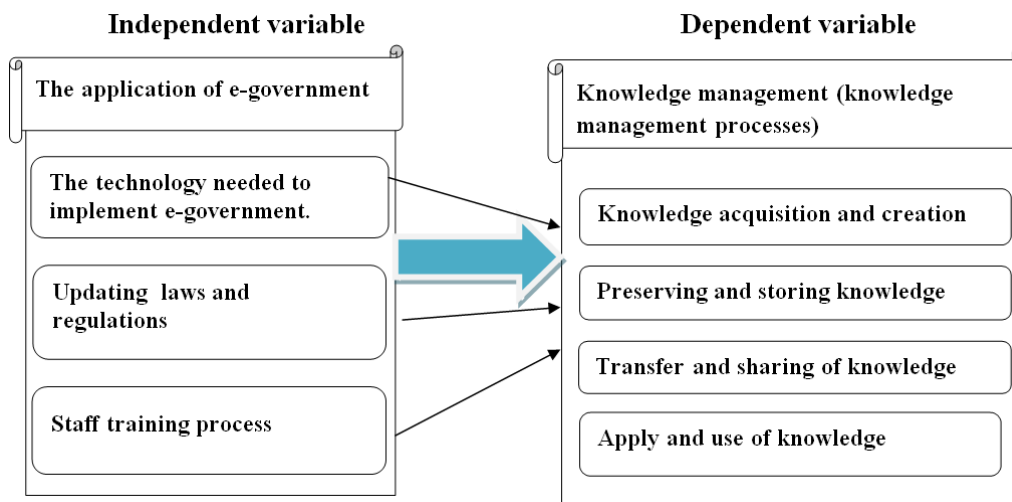 Independent variable
The application of e-government
The technology needed to
implement e-government.
Updating laws and
regulations
Staff training process
Dependent variable
Knowledge management (knowledge
management processes)
Knowledge acquisition and creation
Preserving and storing knowledge
Transfer and sharing of knowledge
Apply and use of knowledge